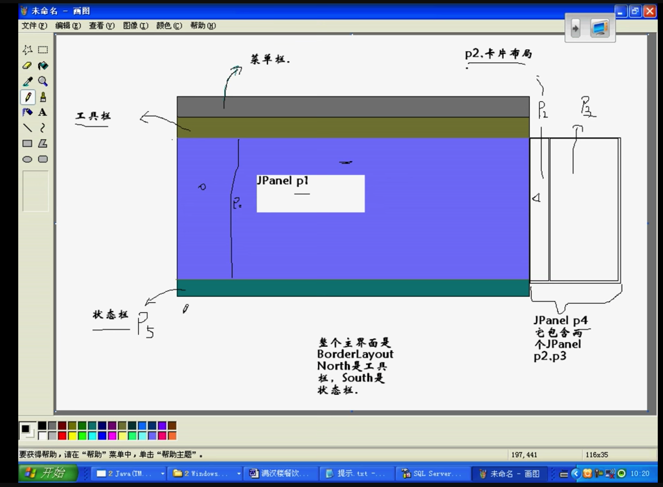 未命名 - 画图
文件(F) 编辑(E) 查看(V) 图像(I) 颜色(C) 帮助(H)
菜单栏.
p2.卡片布局
工具栏
P2
P3
JPanel p1
P.
状态栏
P5
JPanel p4
它包含两
个JPanel
p2.p3
整个主界面是
BorderLayout
North是工具
栏, South是
状态栏.
要获得帮助,请在“帮助”菜单中,单击“帮助主题”。
197,441
116x35
开始
2 Java(TM...
2 Windows...
满汉楼餐饮...
提示.txt -...
SQL Server...
未命名 - 画图
10:20